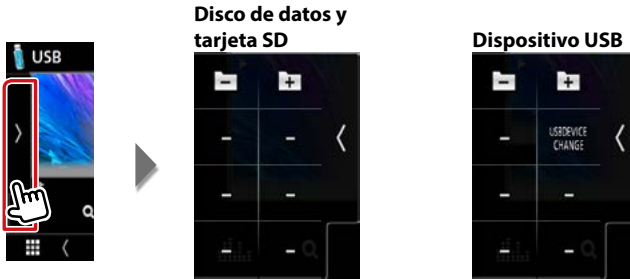 Disco de datos y
tarjeta SD
Dispositivo USB
USB
USBDEVICE
CHANGE